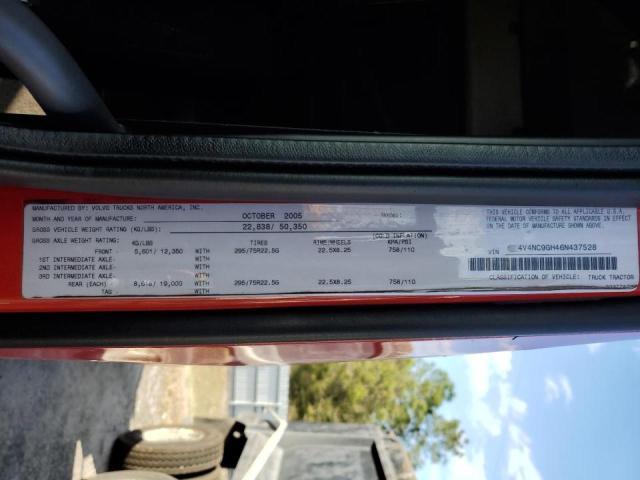 MANUFACTURED BY: VOLVO TRUCKS NORTH AMERICA, INC.
MONTH AND YEAR OF MANUFACTURE: OCTOBER 2005
GROSS VEHICLE WEIGHT RATING (KG/LBS) 22,838/ 50,350
GROSS AXLE WEIGHT RATING: KG/LBS TIRES RIMS/WHEELS (COLD INFLATION) KPA/PSI
FRONT - 5,601/ 12,350 WITH 295/75R22.5G 22.5X8.25 758/110
1ST INTERMEDIATE AXLE- WITH
2ND INTERMEDIATE AXLE- WITH
3RD INTERMEDIATE AXLE- WITH
REAR (EACH) 8,618/ 19,000 WITH 295/75R22.5G 22.5X8.25 758/110
TAG- WITH
THIS VEHICLE CONFORMS TO ALL APPLICABLE U.S.A.
FEDERAL MOTOR VEHICLE SAFETY STANDARDS IN EFFECT
ON THE DATE OF MANUFACTURE SHOWN
VIN 4V4NC9GH46N437528
CLASSIFICATION OF VEHICLE: TRUCK TRACTOR